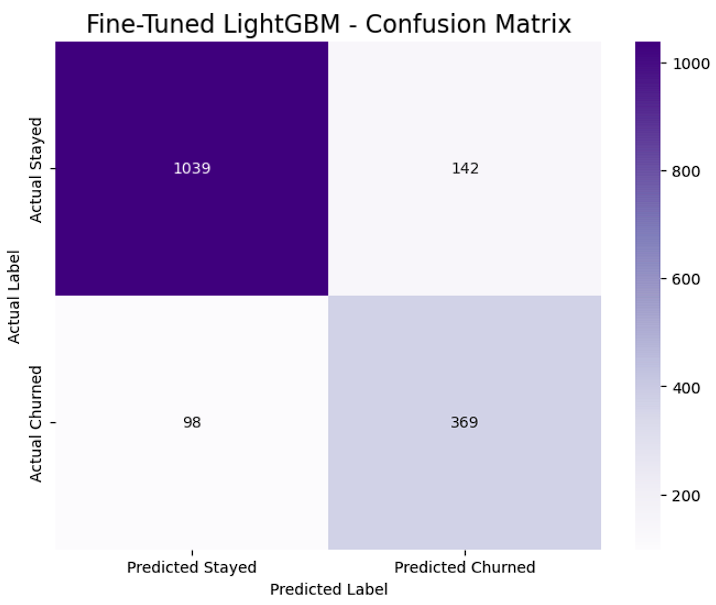 Fine-Tuned LightGBM - Confusion Matrix
Actual Label
Actual Stayed
Actual Churned
1039
142
98
369
Predicted Stayed
Predicted Churned
Predicted Label
1000
800
600
400
200